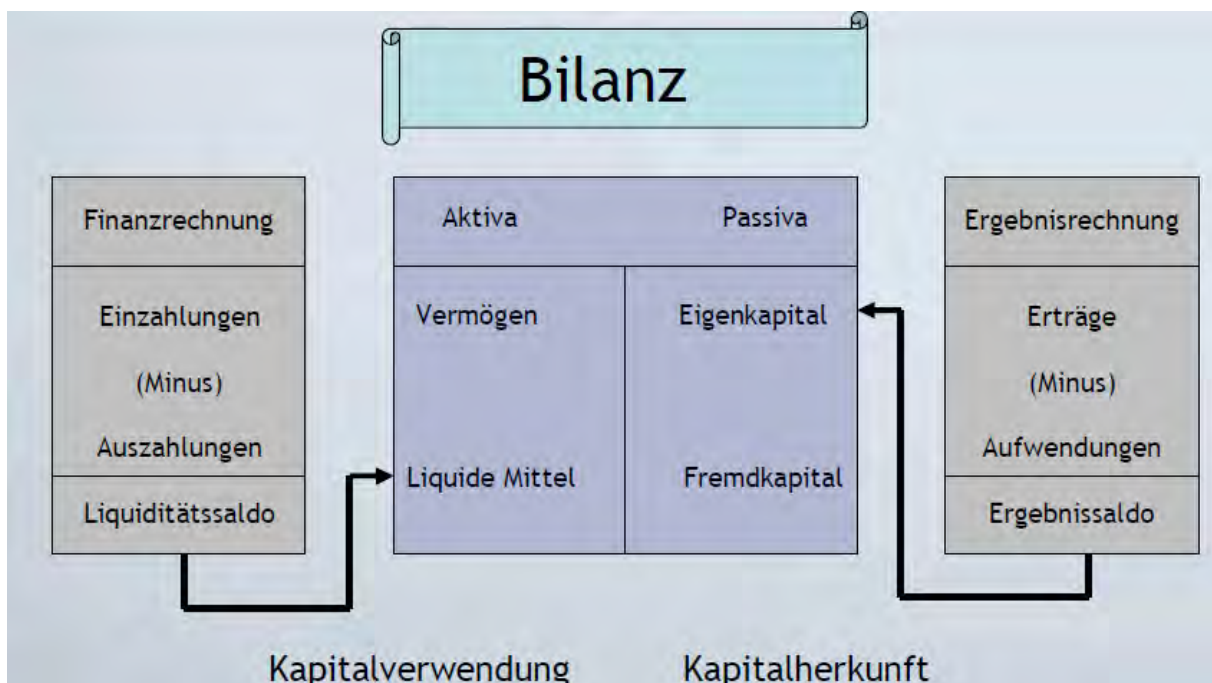 Bilanz
Finanzrechnung
Einzahlungen
(Minus)
Auszahlungen
Liquiditätssaldo
Aktiva Passiva
Vermögen Eigenkapital
Liquide Mittel Fremdkapital
Ergebnisrechnung
Erträge
(Minus)
Aufwendungen
Ergebnissaldo
Kapitalverwendung Kapitalherkunft